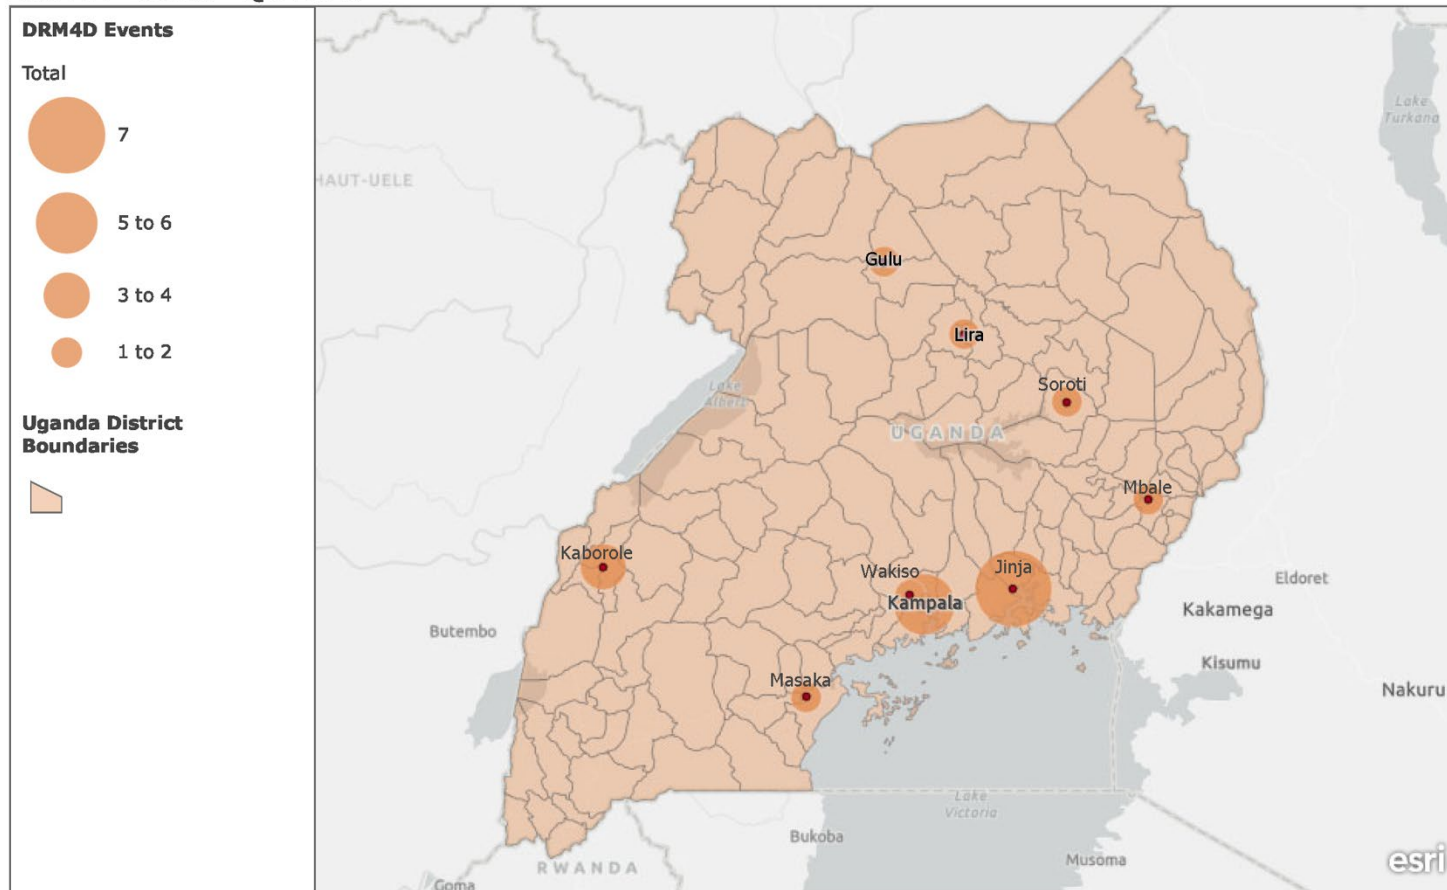 DRM4D Events
Total
7
5 to 6
3 to 4
1 to 2
Uganda District
Boundaries
Lake
Turkana
HAUT-UELE
Gulu
Lira
Lake
Albert
Soroti
UGANDA
Mbale
Kaborole
Wakiso
Jinja
Kampala
Eldoret
Kakamega
Butembo
Kisumu
Masaka
Nakuru
Lake
Victoria
Bukoba
Musoma
RWANDA
Goma
esri